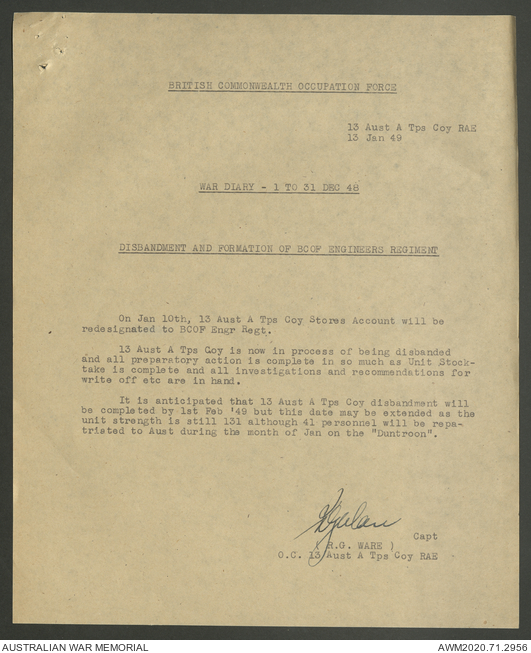 BRITISH COMMONWEALTH OCCUPATION FORCE
13 Aust A Tps Coy RAE
13 Jan 49
WAR DIARY - 1 TO 31 DEC 48
DISBANDMENT AND FORMATION OF BCOF ENGINEERS REGIMENT
On Jan 10th, 13 Aust A Tps Coy Stores Account will be
redesignated to BCOF Engr Regt.
13 Aust A Tps Coy is now in process of being disbanded
and all preparatory action is complete in so much as Unit Stock-
take is complete and all investigations and recommendations for
write off etc are in hand.
It is anticipated that 13 Aust A Tps Coy disbandment will
be completed by 1st Feb '49 but this date may be extended as the
unit strength is still 131 although 41 personnel will be repa-
triated to Aust during the month of Jan on the "Duntroon".
Capt
( R.G. WARE )
O.C. 13 Aust A Tps Coy RAE
AUSTRALIAN WAR MEMORIAL
AWM2020.71.2956